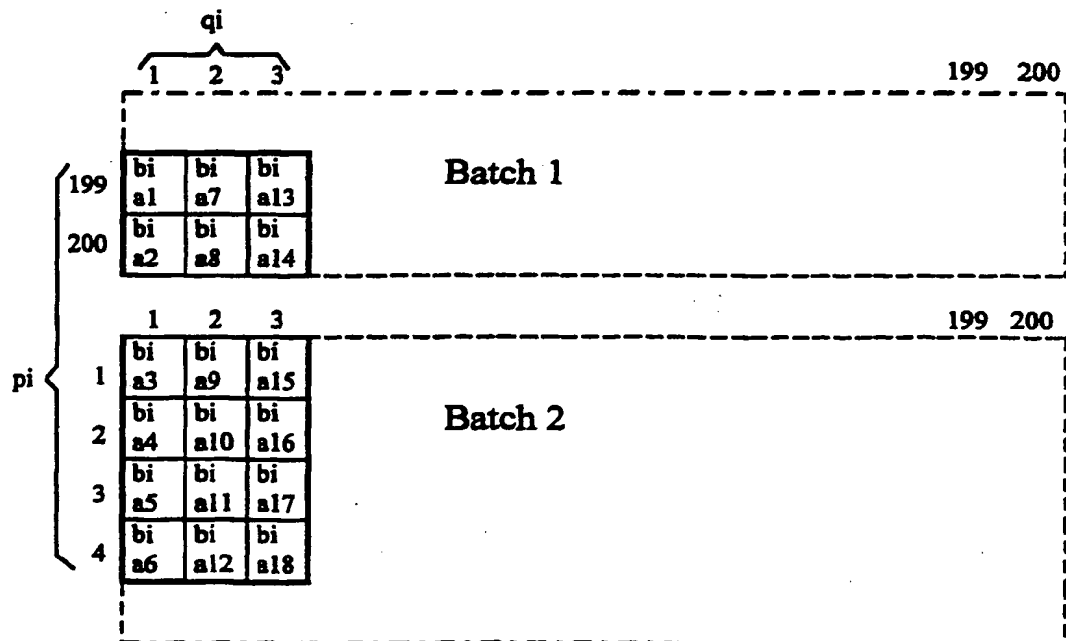 qi
1 2 3 199 200
Batch 1
199 bi bi bi
a1 a7 a13
200 bi bi bi
a2 a8 a14
1 2 3 199 200
pi
1 bi bi bi
a3 a9 a15
Batch 2
2 bi bi bi
a4 a10 a16
3 bi bi bi
a5 a11 a17
4 bi bi bi
a6 a12 a18